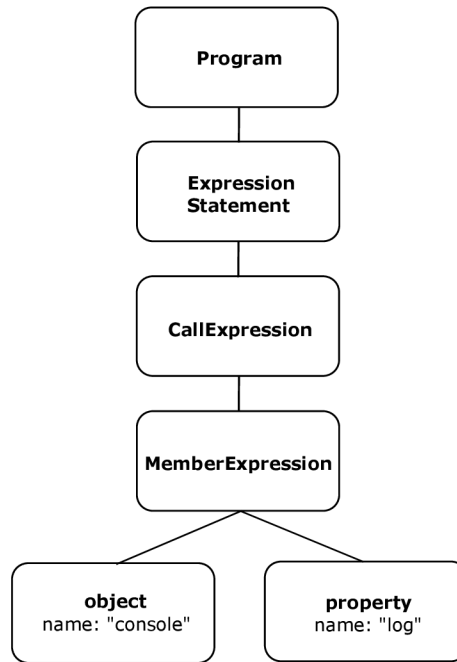 Program
Expression
Statement
CallExpression
MemberExpression
object
name: "console"
property
name: "log"